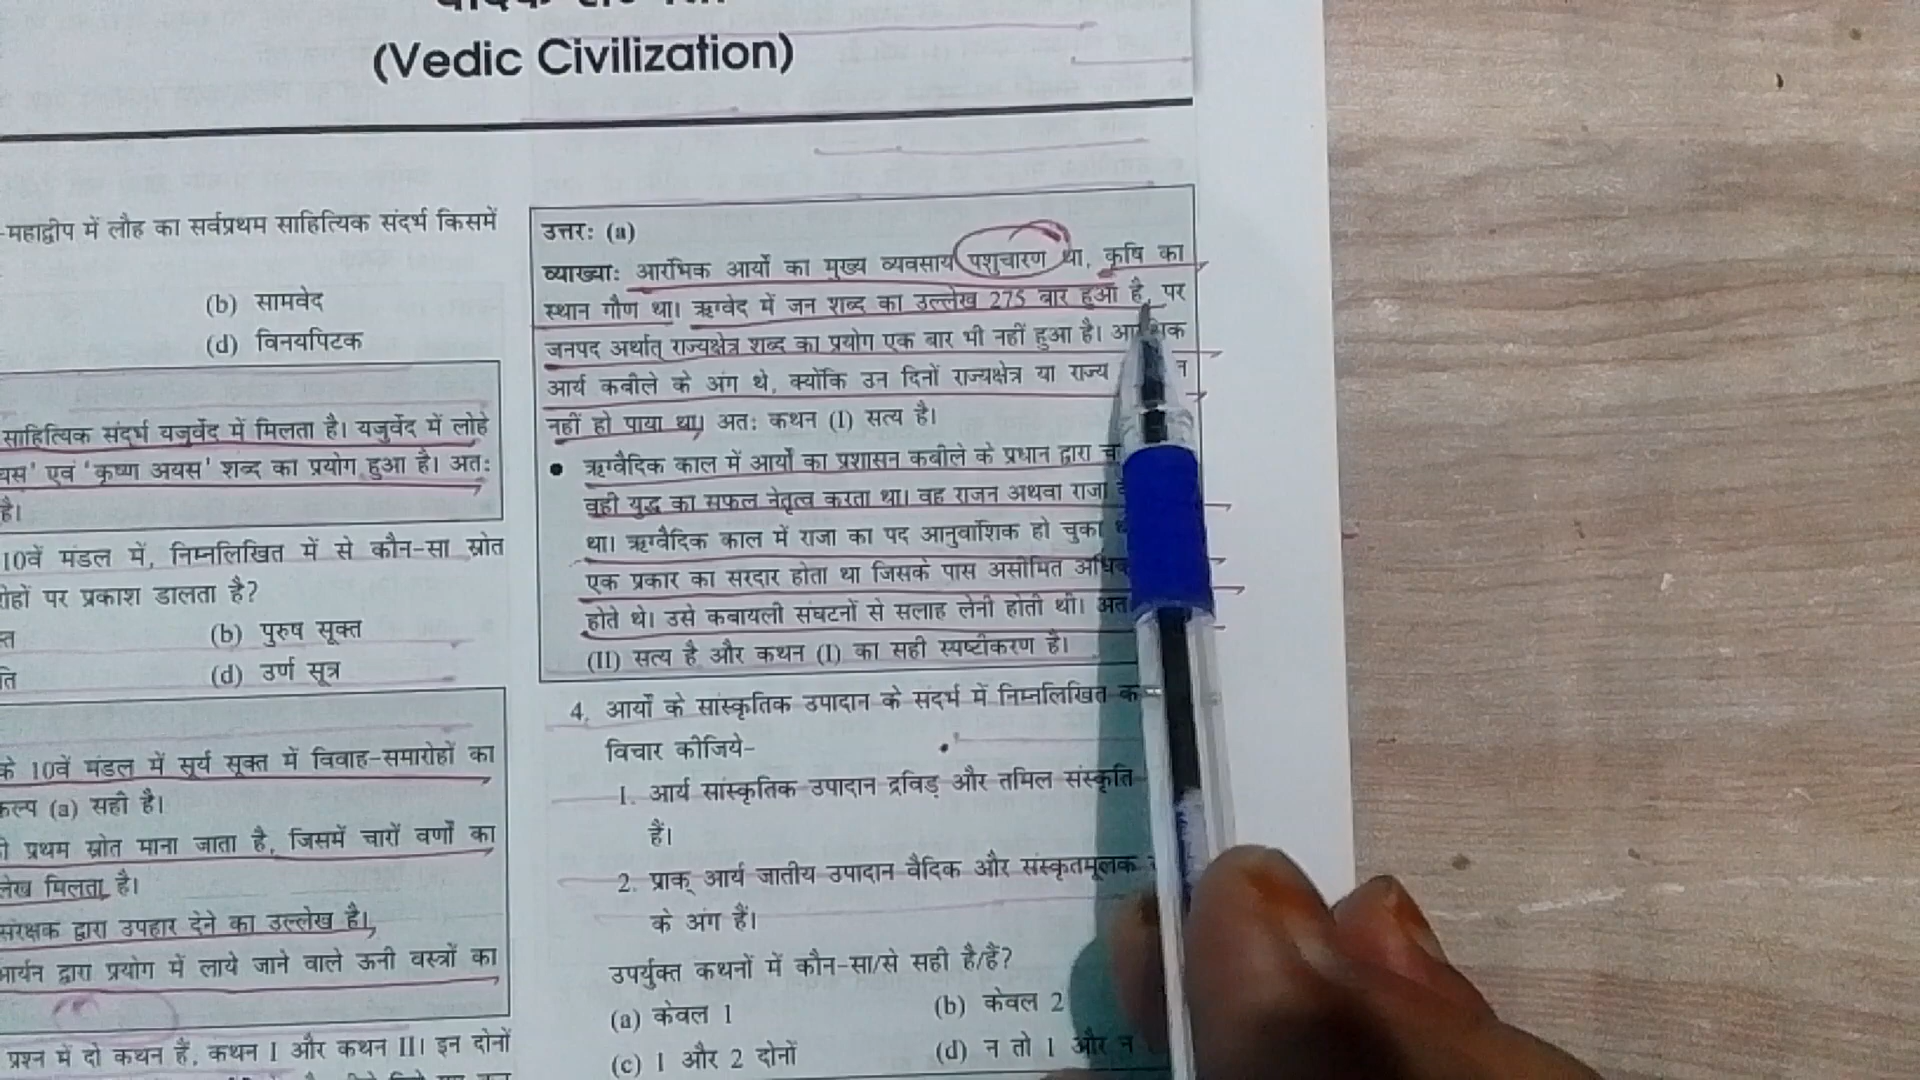 (Vedic Civilization)
-महाद्वीप में लौह का सर्वप्रथम साहित्यिक संदर्भ किसमें
(b) सामवेद
(d) विनयपिटक
साहित्यिक संदर्भ यजुर्वेद में मिलता है। यजुर्वेद में लोहे
यस' एवं 'कृष्ण अयस' शब्द का प्रयोग हुआ है। अतः
है।
10वें मंडल में, निम्नलिखित में से कौन-सा स्रोत
रोहों पर प्रकाश डालता है?
(b) पुरुष सूक्त
(d) उर्ण सूत्र
के 10वें मंडल में सूर्य सूक्त में विवाह-समारोहों का
कल्प (a) सही है।
प्रथम स्रोत माना जाता है, जिसमें चारों वर्णों का
लेख मिलता है।
संरक्षक द्वारा उपहार देने का उल्लेख है।
आर्यन द्वारा प्रयोग में लाये जाने वाले ऊनी वस्त्रों का
प्रश्न में दो कथन हैं, कथन I और कथन II। इन दोनों
उत्तरः (a)
व्याख्याः आरंभिक आर्यों का मुख्य व्यवसाय पशुचारण था, कृषि का
स्थान गौण था। ऋग्वेद में जन शब्द का उल्लेख 275 बार हुआ है, पर
जनपद अर्थात् राज्यक्षेत्र शब्द का प्रयोग एक बार भी नहीं हुआ है।
आर्य कबीले के अंग थे, क्योंकि उन दिनों राज्यक्षेत्र या राज्य
नहीं हो पाया था। अतः कथन (I) सत्य है।
• ऋग्वैदिक काल में आर्यों का प्रशासन कबीले के प्रधान द्वारा
वही युद्ध का सफल नेतृत्व करता था। वह राजन अथवा राजा
था। ऋग्वैदिक काल में राजा का पद आनुवांशिक हो चुका
एक प्रकार का सरदार होता था जिसके पास असीमित
होते थे। उसे कबायली संघटनों से सलाह लेनी होती थी।
(II) सत्य है और कथन (I) का सही स्पष्टीकरण है।
4. आर्यों के सांस्कृतिक उपादान के संदर्भ में निम्नलिखित
विचार कीजिये-
1. आर्य सांस्कृतिक उपादान द्रविड़ और तमिल संस्कृति
हैं।
2. प्राक् आर्य जातीय उपादान वैदिक और संस्कृतमूलक
के अंग हैं।
उपर्युक्त कथनों में कौन-सा/से सही है/हैं?
(a) केवल 1
(b) केवल 2
(c) 1 और 2 दोनों
(d) न तो 1 और न